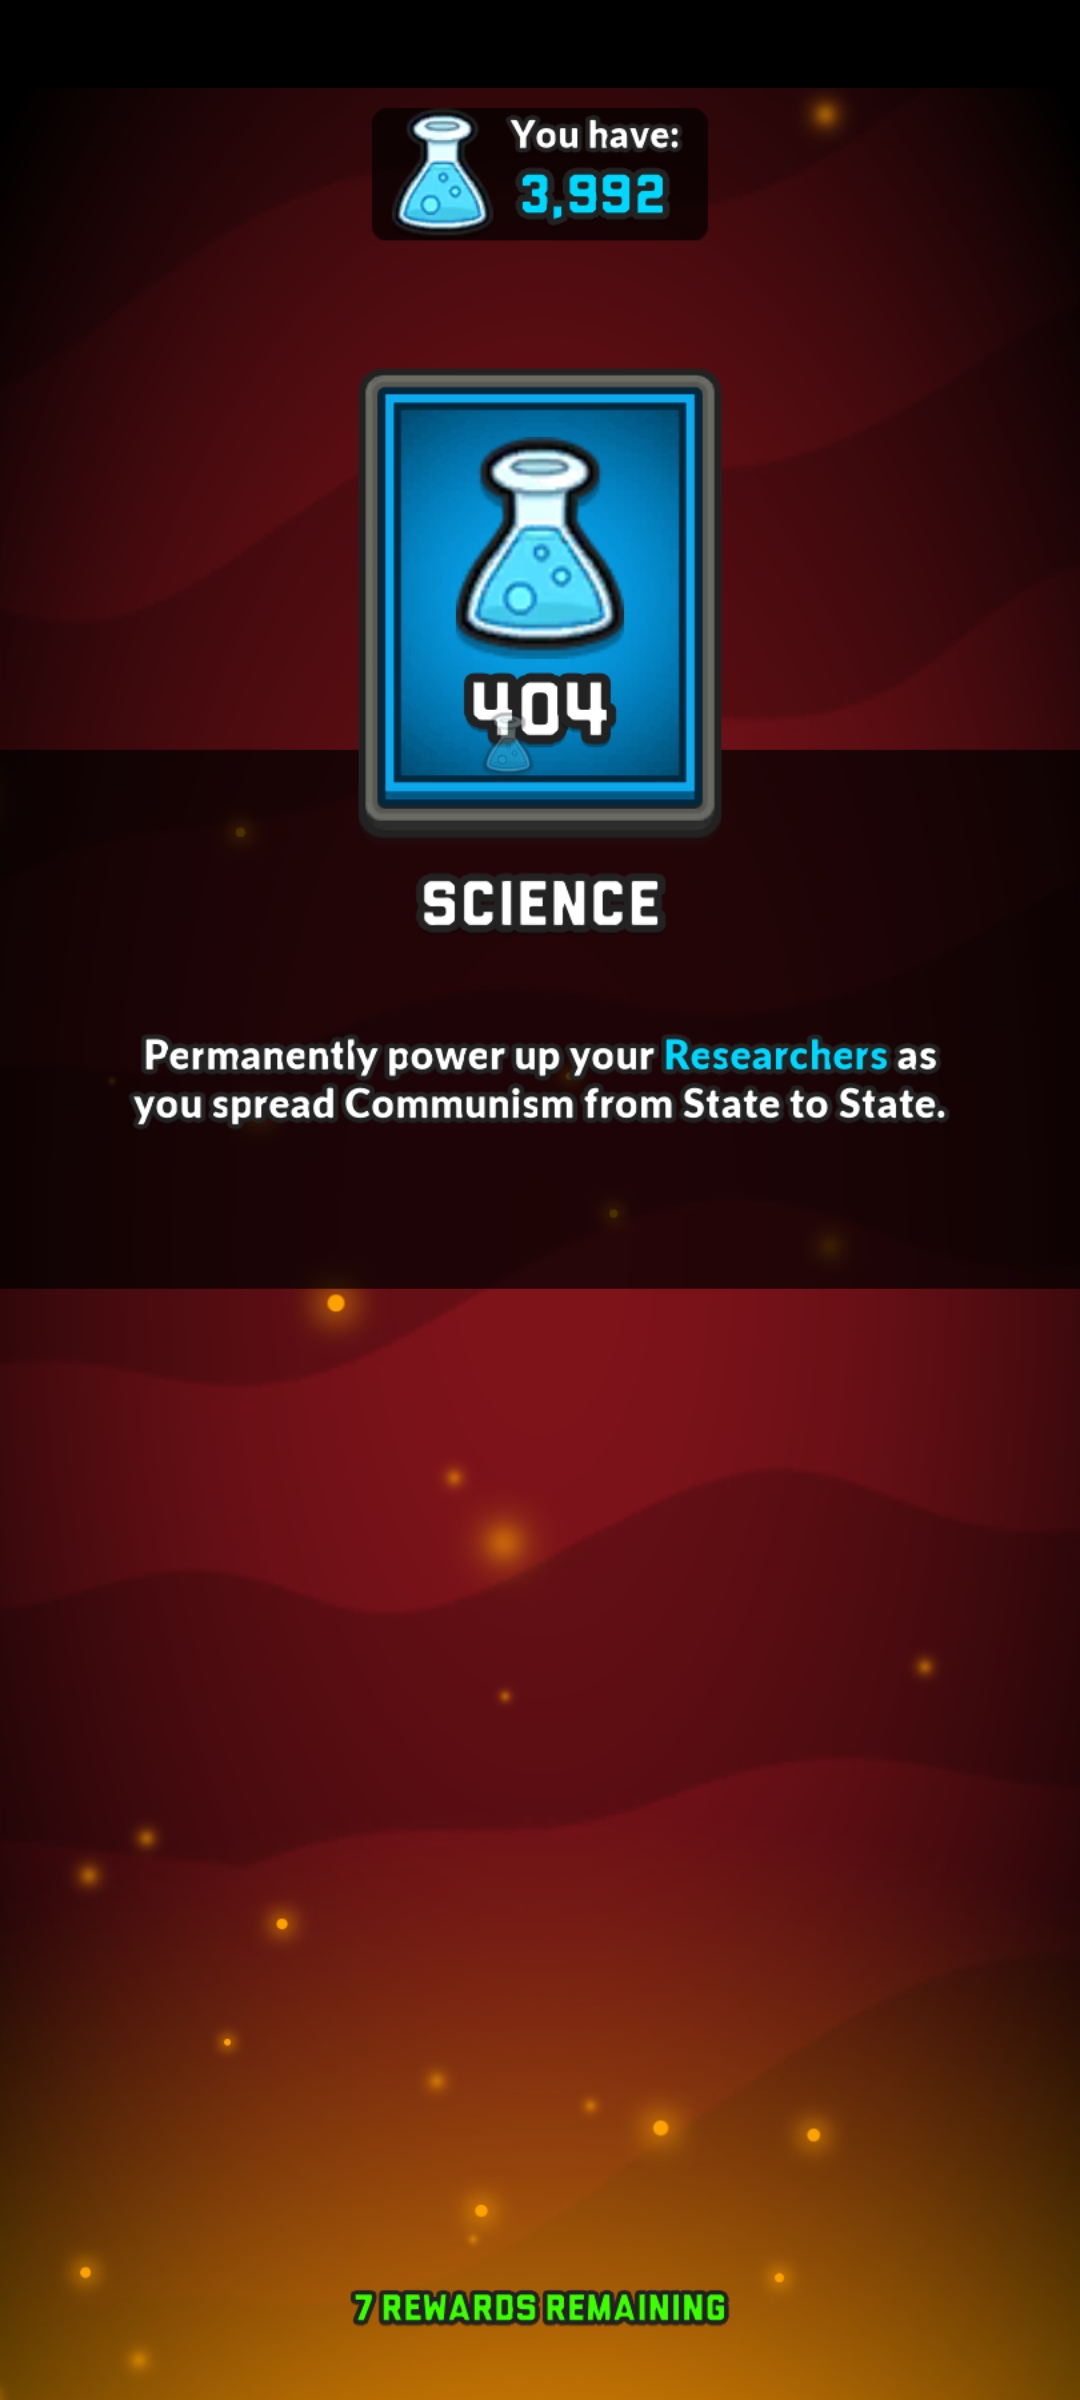 You have:
3,992
404
SCIENCE
Permanently power up your Researchers as
you spread Communism from State to State.
7 REWARDS REMAINING